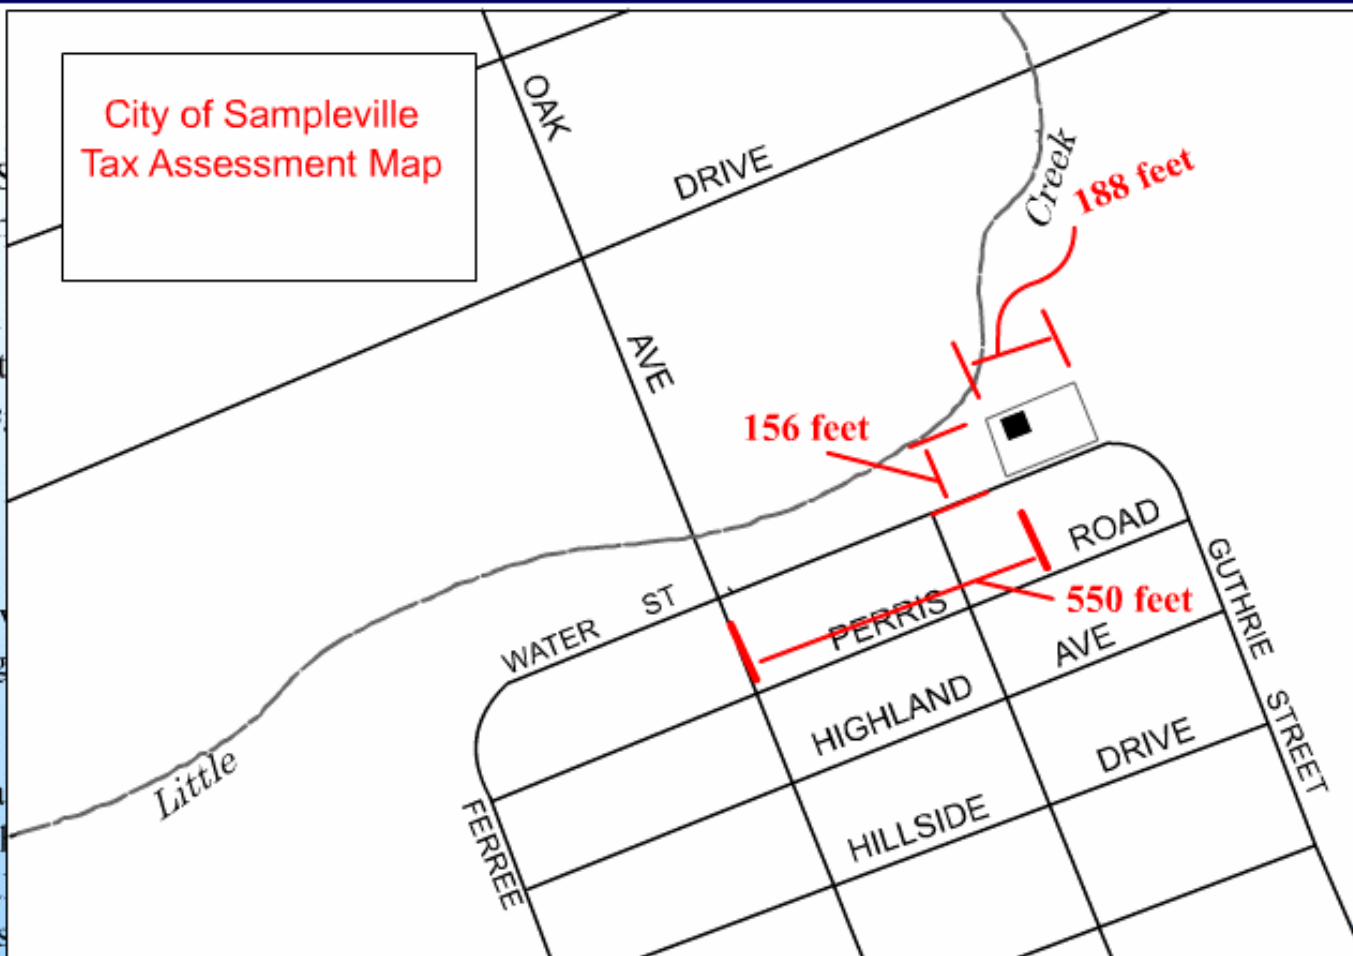 City of Sampleville
Tax Assessment Map
OAK
AVE
DRIVE
Creek
188 feet
156 feet
WATER ST
PERRIS ROAD
550 feet
HIGHLAND AVE
HILLSIDE DRIVE
GUTHRIE STREET
FERREE
Little